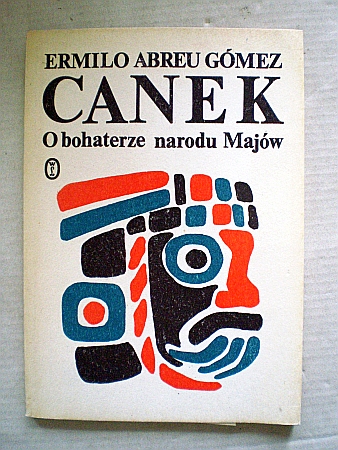 ERMILO ABREU GÓMEZ
CANEK
O bohaterze narodu Majów